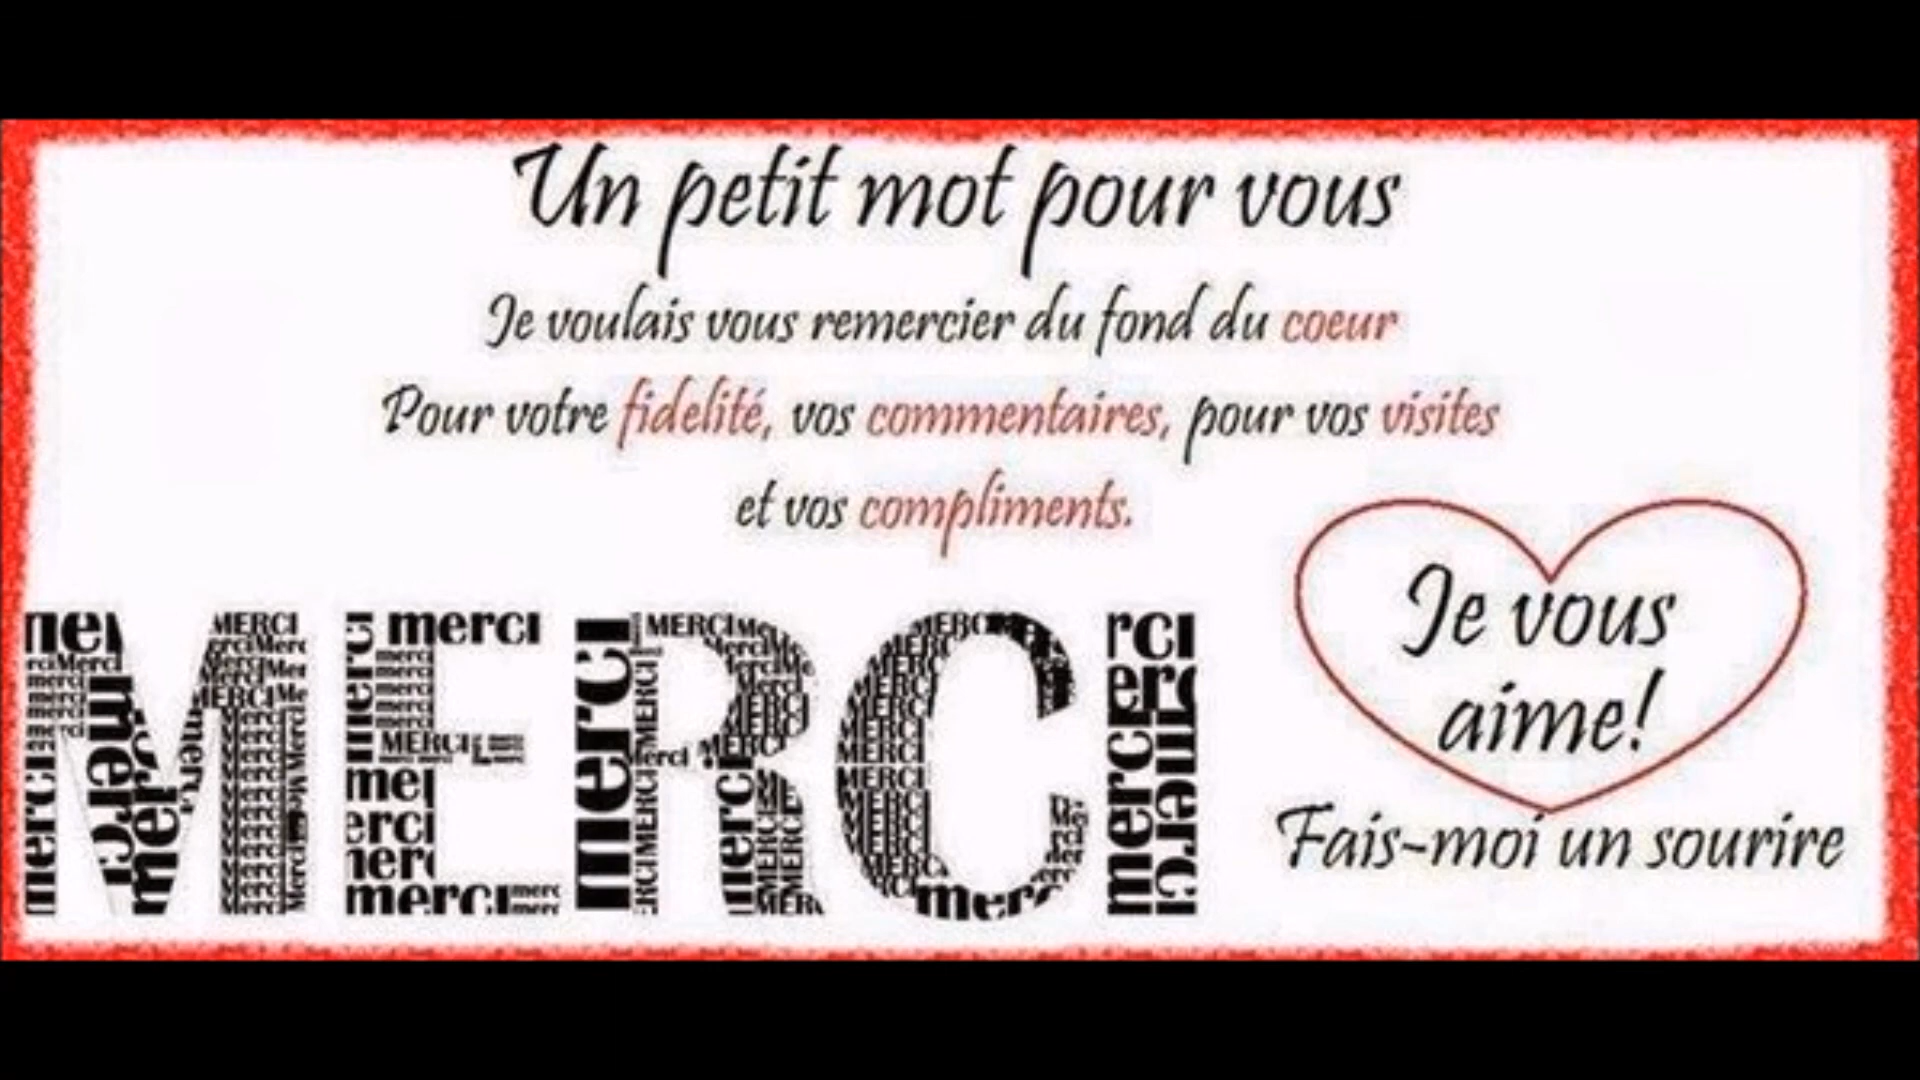 Un petit mot pour vous
Je voulais vous remercier du fond du coeur
Pour votre fidelité, vos commentaires, pour vos visites
et vos compliments.
MERCI
Je vous
aime!
Fais-moi un sourire